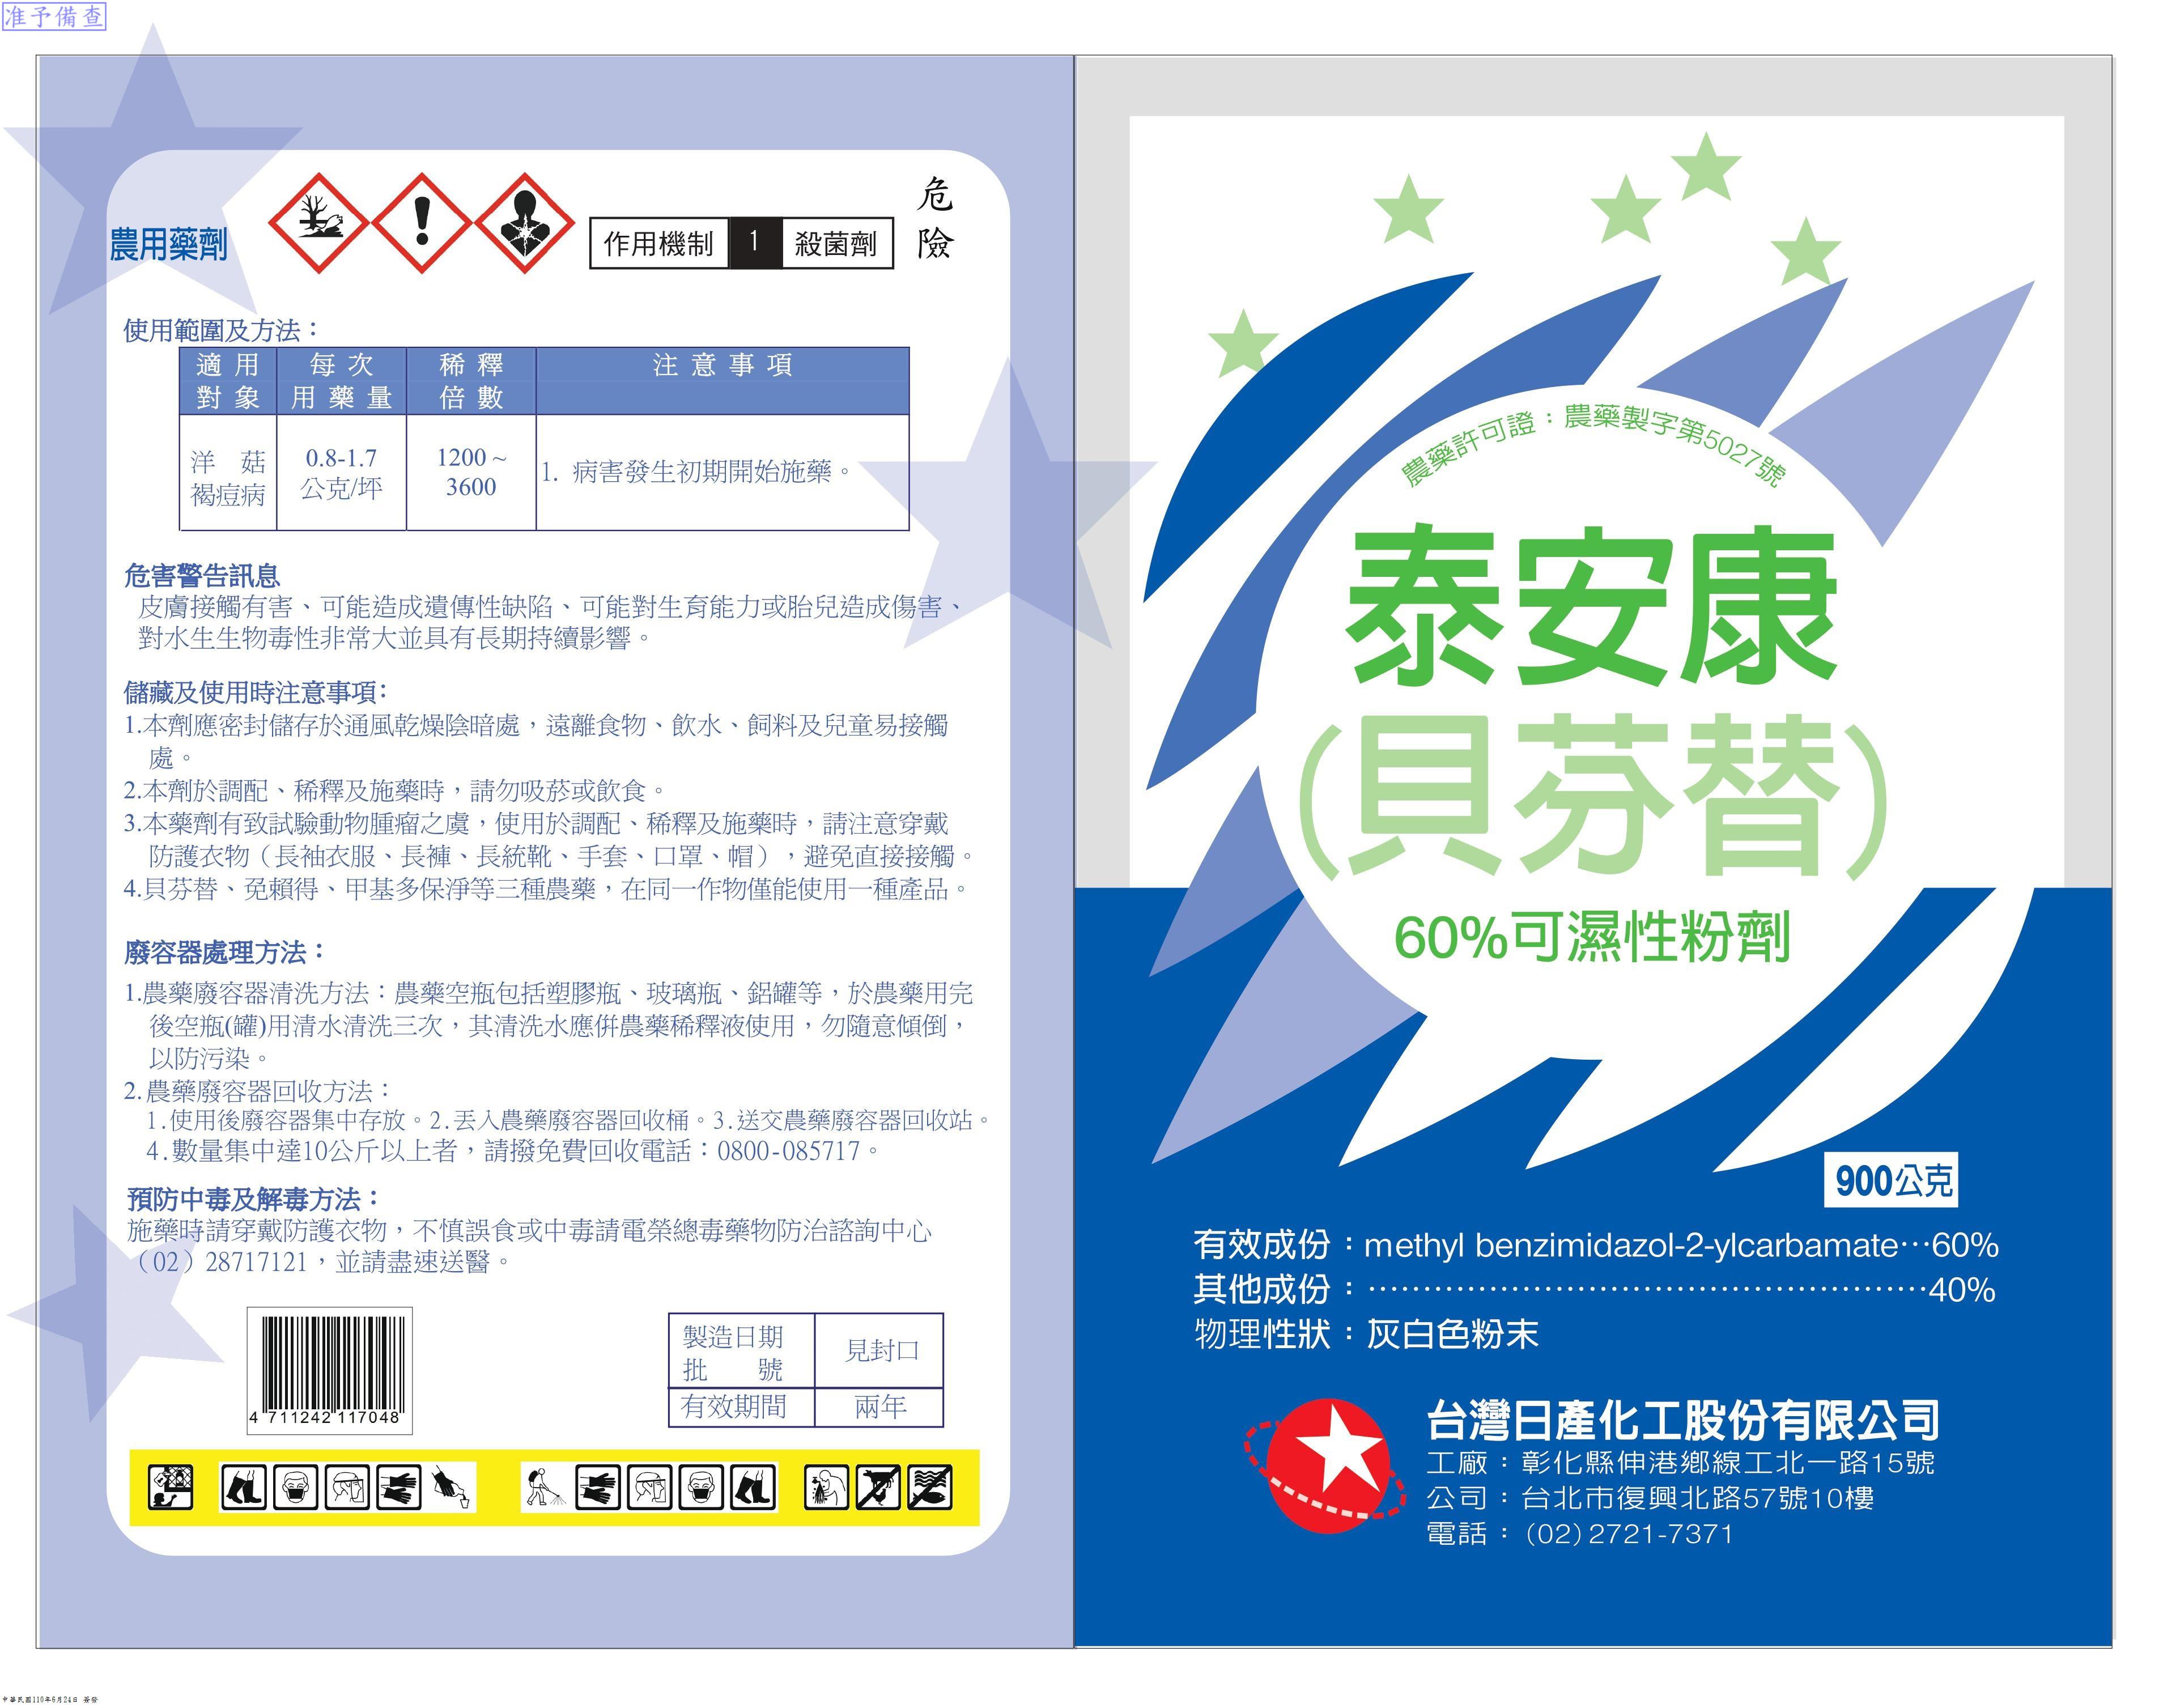 准予備查
農用藥劑
作用機制 1 殺菌劑
危險
使用範圍及方法：
適用對象 每次用藥量 稀釋倍數 注意事項
洋菇褐痘病 0.8-1.7公克/坪 1200～3600 1. 病害發生初期開始施藥。
危害警告訊息
皮膚接觸有害、可能造成遺傳性缺陷、可能對生育能力或胎兒造成傷害、
對水生生物毒性非常大並具有長期持續影響。
儲藏及使用時注意事項：
1.本劑應密封儲存於通風乾燥陰暗處，遠離食物、飲水、飼料及兒童易接觸
處。
2.本劑於調配、稀釋及施藥時，請勿吸菸或飲食。
3.本藥劑有致試驗動物腫瘤之虞，使用於調配、稀釋及施藥時，請注意穿戴
防護衣物（長袖衣服、長褲、長統靴、手套、口罩、帽），避免直接接觸。
4.貝芬替、免賴得、甲基多保淨等三種農藥，在同一作物僅能使用一種產品。
廢容器處理方法：
1.農藥廢容器清洗方法：農藥空瓶包括塑膠瓶、玻璃瓶、鋁罐等，於農藥用完
後空瓶(罐)用清水清洗三次，其清洗水應併農藥稀釋液使用，勿隨意傾倒，
以防污染。
2.農藥廢容器回收方法：
1.使用後廢容器集中存放。2.丟入農藥廢容器回收桶。3.送交農藥廢容器回收站。
4.數量集中達10公斤以上者，請撥免費回收電話：0800-085717。
預防中毒及解毒方法：
施藥時請穿戴防護衣物，不慎誤食或中毒請電榮總毒藥物防治諮詢中心
（02）28717121，並請盡速送醫。
4 711242 117048
製造日期
批　　號 見封口
有效期間 兩年
農藥許可證：農藥製字第5027號
泰安康
(貝芬替)
60%可濕性粉劑
900公克
有效成份：methyl benzimidazol-2-ylcarbamate…60%
其他成份：……………………………………………40%
物理性狀：灰白色粉末
台灣日產化工股份有限公司
工廠：彰化縣伸港鄉線工北一路15號
公司：台北市復興北路57號10樓
電話：(02)2721-7371
中華民國110年6月24日 簽發